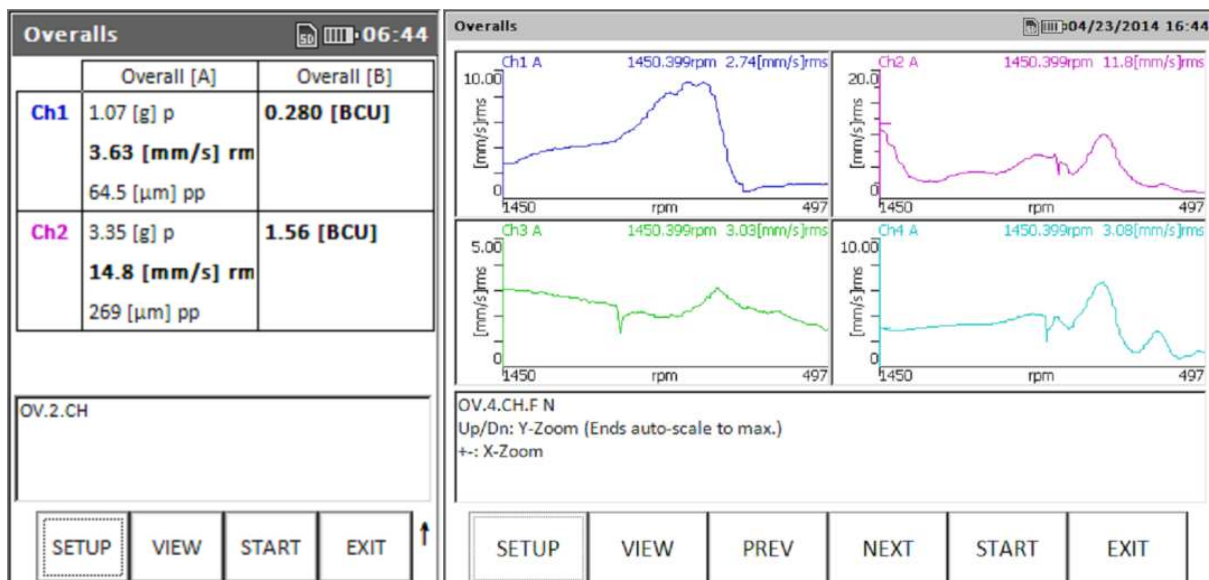 Overalls 06:44
Overall [A] Overall [B]
Ch1 1.07 [g] p 0.280 [BCU]
3.63 [mm/s] rm
64.5 [µm] pp
Ch2 3.35 [g] p 1.56 [BCU]
14.8 [mm/s] rm
269 [µm] pp
OV.2.CH
SETUP VIEW START EXIT
Overalls 04/23/2014 16:44
Ch1 A 1450.399rpm 2.74[mm/s]rms
10.00
[mm/s]rms
0
1450 rpm 497
Ch2 A 1450.399rpm 11.8[mm/s]rms
20.0
[mm/s]rms
0
1450 rpm 497
Ch3 A 1450.399rpm 3.03[mm/s]rms
5.00
[mm/s]rms
0
1450 rpm 497
Ch4 A 1450.399rpm 3.08[mm/s]rms
10.00
[mm/s]rms
0
1450 rpm 497
OV.4.CH.F N
Up/Dn: Y-Zoom (Ends auto-scale to max.)
+-: X-Zoom
SETUP VIEW PREV NEXT START EXIT